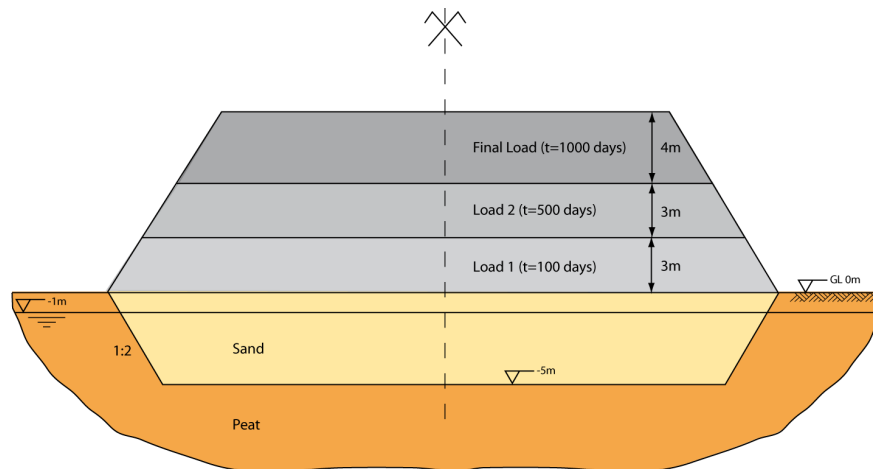 Final Load (t=1000 days)
4m
Load 2 (t=500 days)
3m
Load 1 (t=100 days)
3m
GL 0m
-1m
1:2
Sand
-5m
Peat